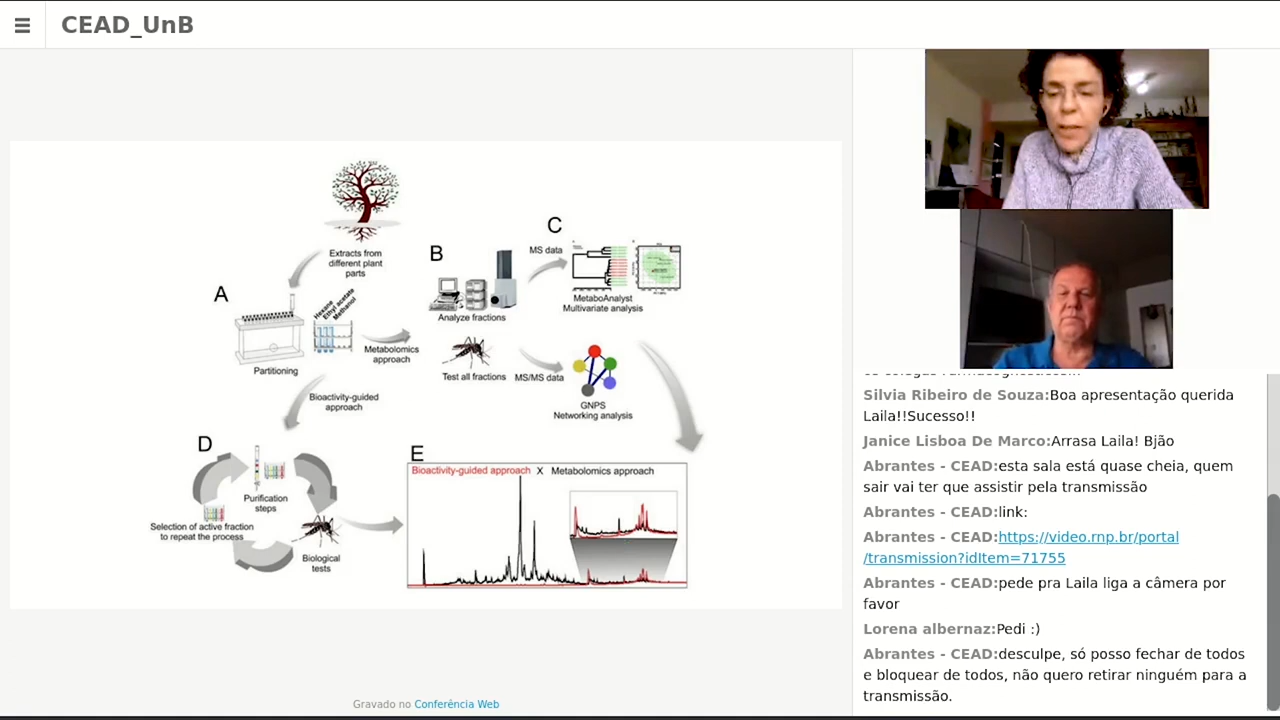 CEAD_UnB
Extracts from
different plant
parts
A
Hexane
Ethyl acetate
Methanol
Partitioning
Metabolomics
approach
B
Analyze fractions
Test all fractions
MS data
MS/MS data
C
MetaboAnalyst
Multivariate analysis
GNPS
Networking analysis
Bioactivity-guided
approach
D
Purification
steps
Selection of active fraction
to repeat the process
Biological
tests
E
Bioactivity-guided approach X Metabolomics approach
Gravado no Conferência Web
Silvia Ribeiro de Souza:Boa apresentação querida
Laila!!Sucesso!!
Janice Lisboa De Marco:Arrasa Laila! Bjão
Abrantes - CEAD:esta sala está quase cheia, quem
sair vai ter que assistir pela transmissão
Abrantes - CEAD:link:
Abrantes - CEAD:https://video.rnp.br/portal
/transmission?idItem=71755
Abrantes - CEAD:pede pra Laila liga a câmera por
favor
Lorena albernaz:Pedi :)
Abrantes - CEAD:desculpe, só posso fechar de todos
e bloquear de todos, não quero retirar ninguém para a
transmissão.